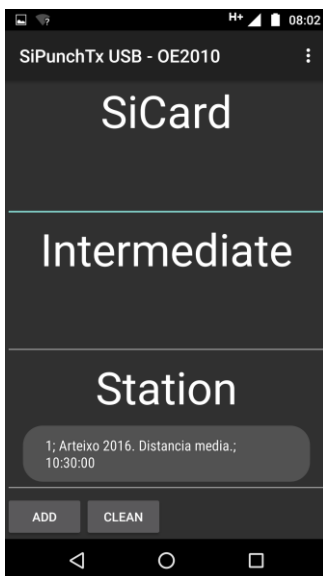 H+ 08:02
SiPunchTx USB - OE2010
SiCard
Intermediate
Station
1; Arteixo 2016. Distancia media.;
10:30:00
ADD CLEAN